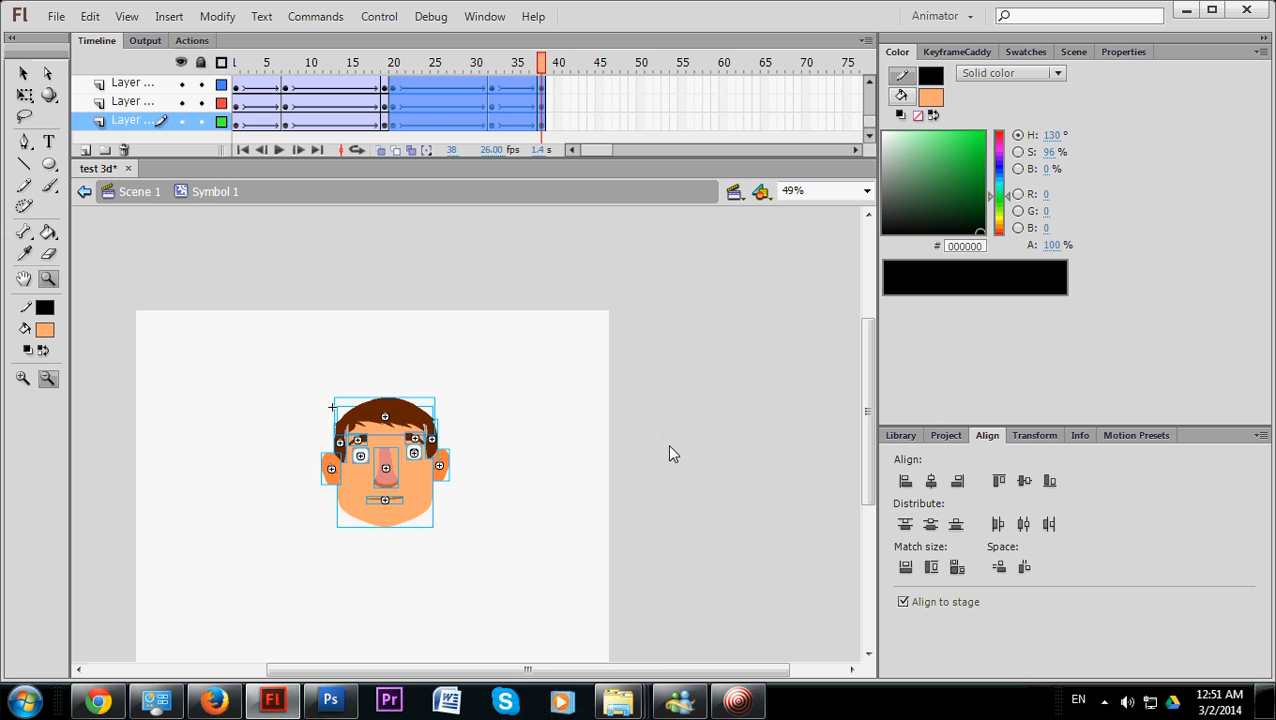 Fl File Edit View Insert Modify Text Commands Control Debug Window Help Animator
Timeline Output Actions
5 10 15 20 25 30 35 40 45 50 55 60 65 70 75
Layer ...
Layer ...
Layer ...
38 26.00 fps 1.4 s
test 3d* ×
Scene 1 Symbol 1 49%
Color KeyframeCaddy Swatches Scene Properties
Solid color
H: 130 °
S: 96 %
B: 0 %
R: 0
G: 0
B: 0
# 000000 A: 100 %
Library Project Align Transform Info Motion Presets
Align:
Distribute:
Match size: Space:
Align to stage
Fl Ps Pr W S EN 12:51 AM
3/2/2014